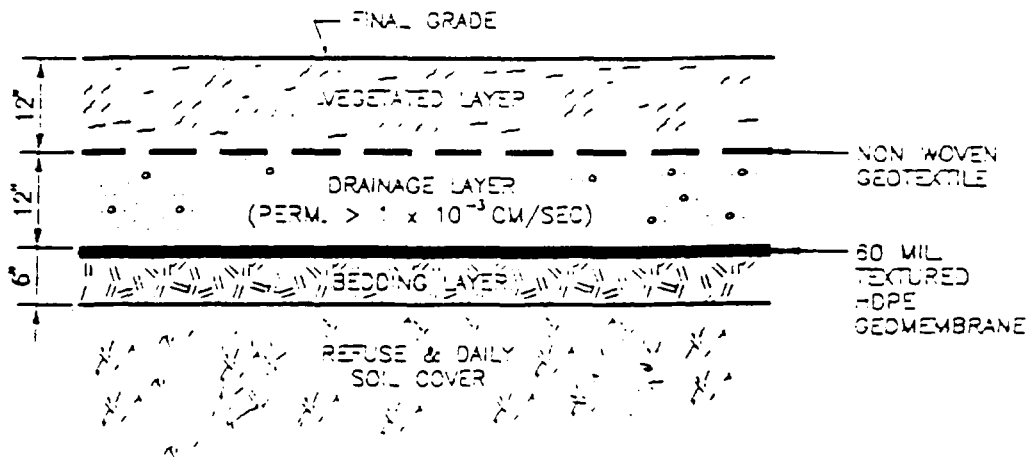 FINAL GRADE
12"
VEGETATED LAYER
NON WOVEN
GEOTEXTILE
12"
DRAINAGE LAYER
(PERM. > 1 x 10⁻³ CM/SEC)
60 MIL
TEXTURED
HDPE
GEOMEMBRANE
6"
BEDDING LAYER
REFUSE & DAILY
SOIL COVER